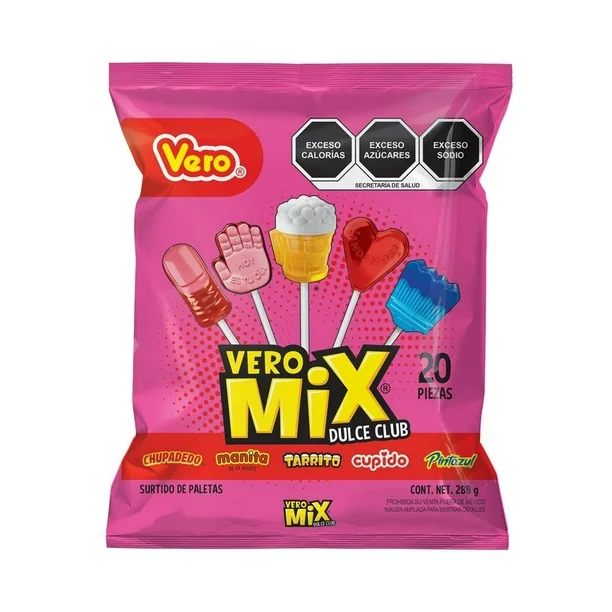 Vero®
EXCESO CALORÍAS
EXCESO AZÚCARES
EXCESO SODIO
SECRETARÍA DE SALUD
VERO
MiX®
DULCE CLUB
20
PIEZAS
CHUPADEDO
manita
TARRITO
cupido
Pintazul
SURTIDO DE PALETAS
CONT. NET. 288 g
PROHIBIDA SU VENTA FUERA DE MÉXICO
*IMAGEN AMPLIADA PARA MOSTRAR DETALLES
VERO
MiX
DULCE CLUB